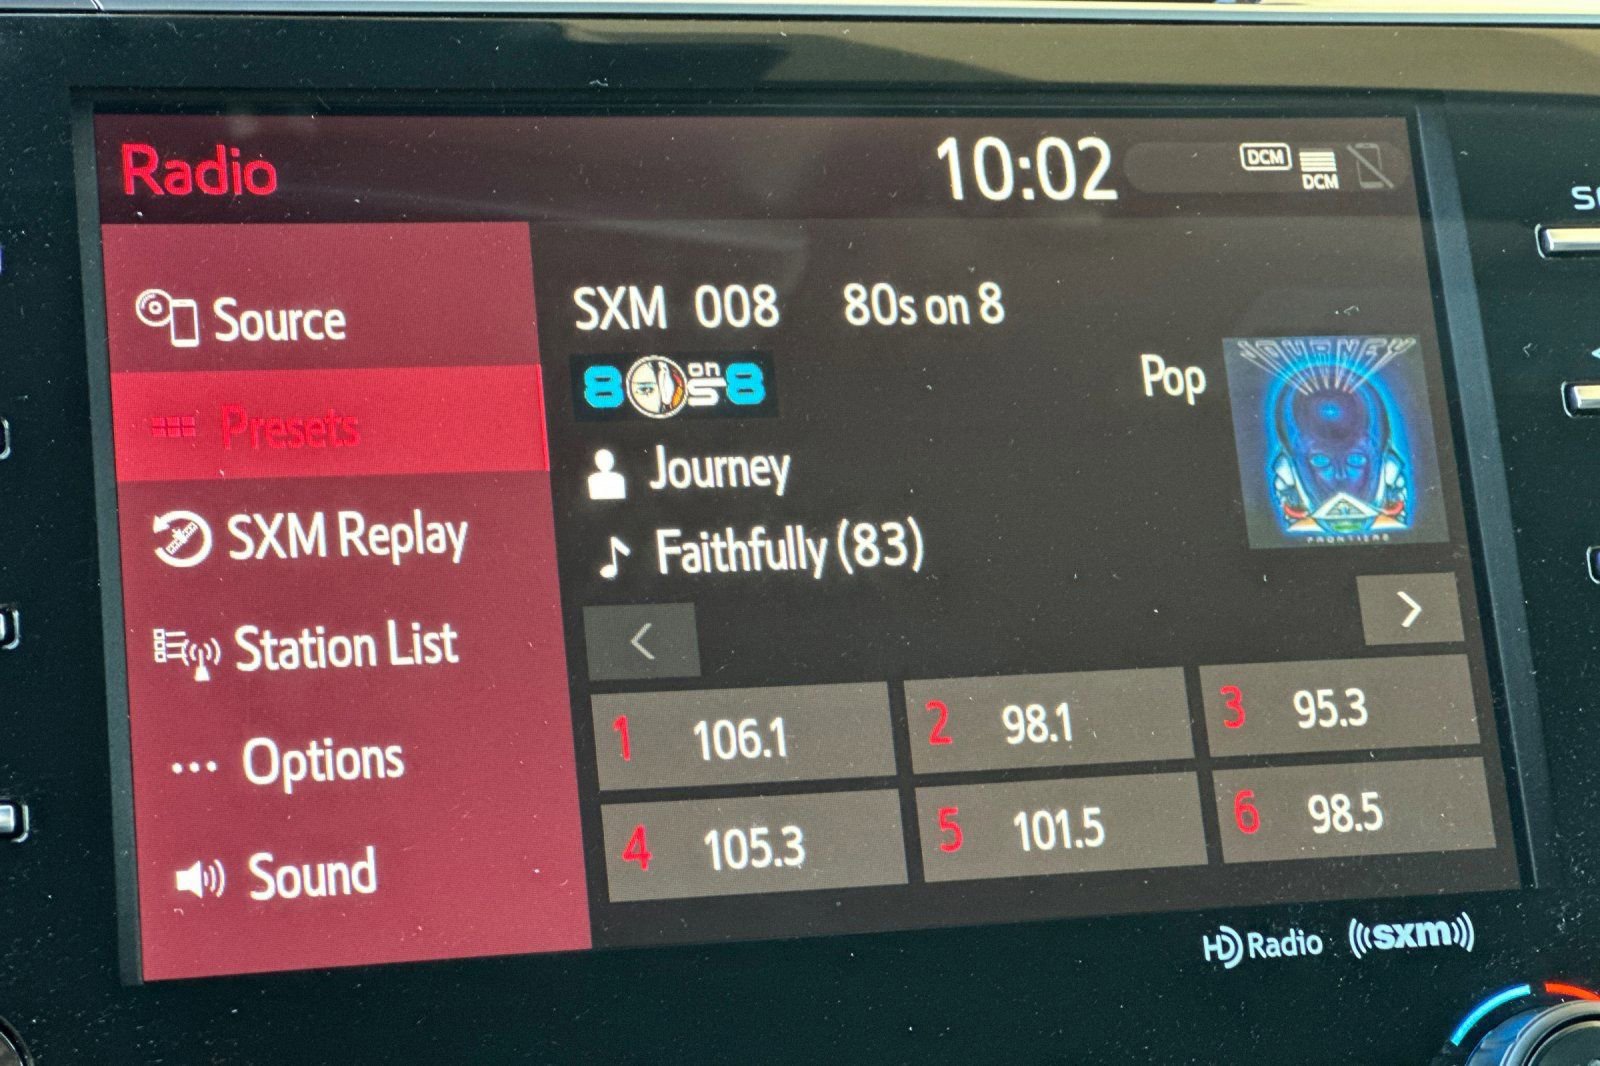 Radio
10:02
DCM
DCM
Source
Presets
SXM Replay
Station List
Options
Sound
SXM 008 80s on 8
80s on 8
Pop
JOURNEY
FRONTIERS
Journey
Faithfully (83)
1 106.1
2 98.1
3 95.3
4 105.3
5 101.5
6 98.5
HD Radio
((sxm))